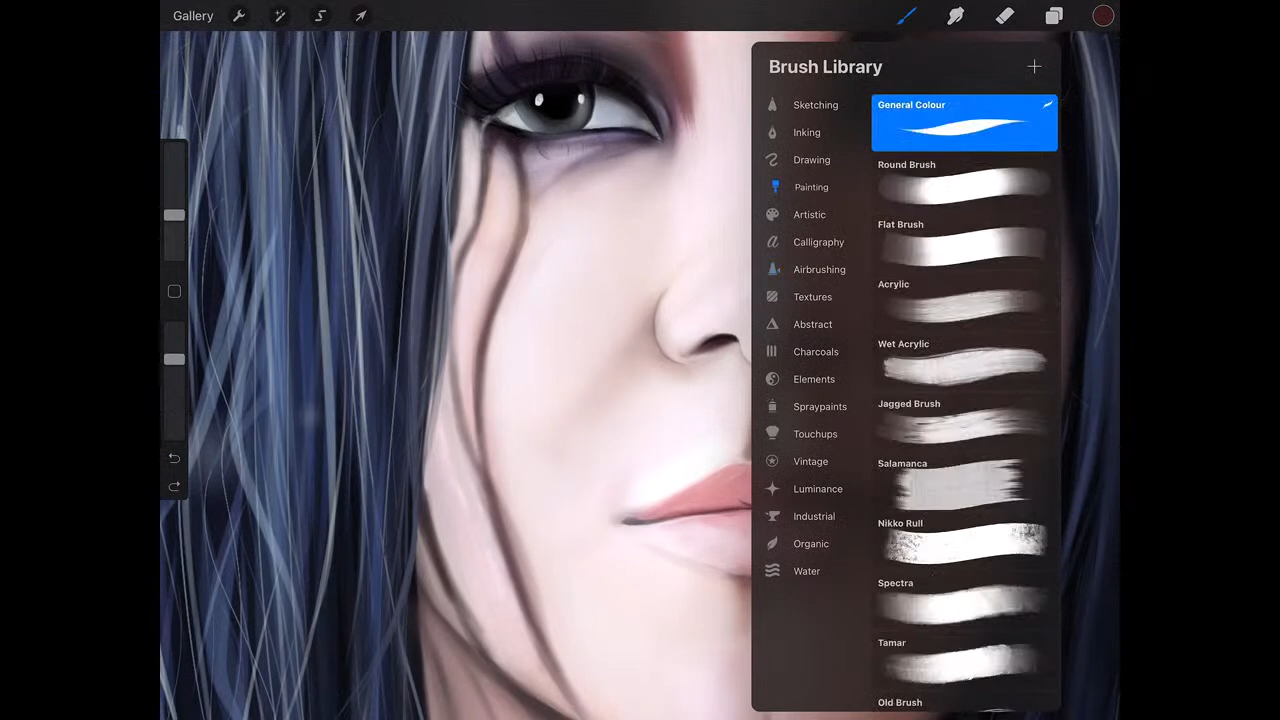 Gallery
Brush Library
Sketching
Inking
Drawing
Painting
Artistic
Calligraphy
Airbrushing
Textures
Abstract
Charcoals
Elements
Spraypaints
Touchups
Vintage
Luminance
Industrial
Organic
Water
General Colour
Round Brush
Flat Brush
Acrylic
Wet Acrylic
Jagged Brush
Salamanca
Nikko Rull
Spectra
Tamar
Old Brush